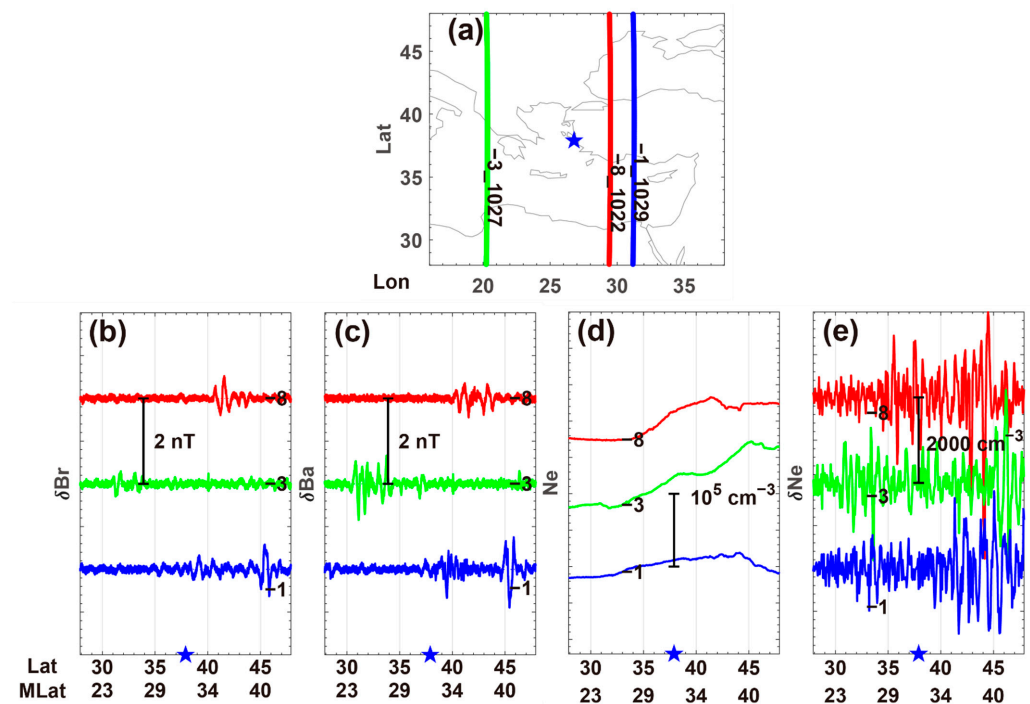 (a)
Lat
45
40
35
30
−3_1027
−8_1022
−1_1029
Lon 20 25 30 35
(b) (c) (d) (e)
δBr
−8
2 nT
−3
−1
δBa
−8
2 nT
−3
−1
Ne
−8
−3
10⁵ cm⁻³
−1
δNe
−8
2000 cm⁻³
−3
−1
Lat 30 35 40 45 30 35 40 45 30 35 40 45 30 35 40 45
MLat 23 29 34 40 23 29 34 40 23 29 34 40 23 29 34 40